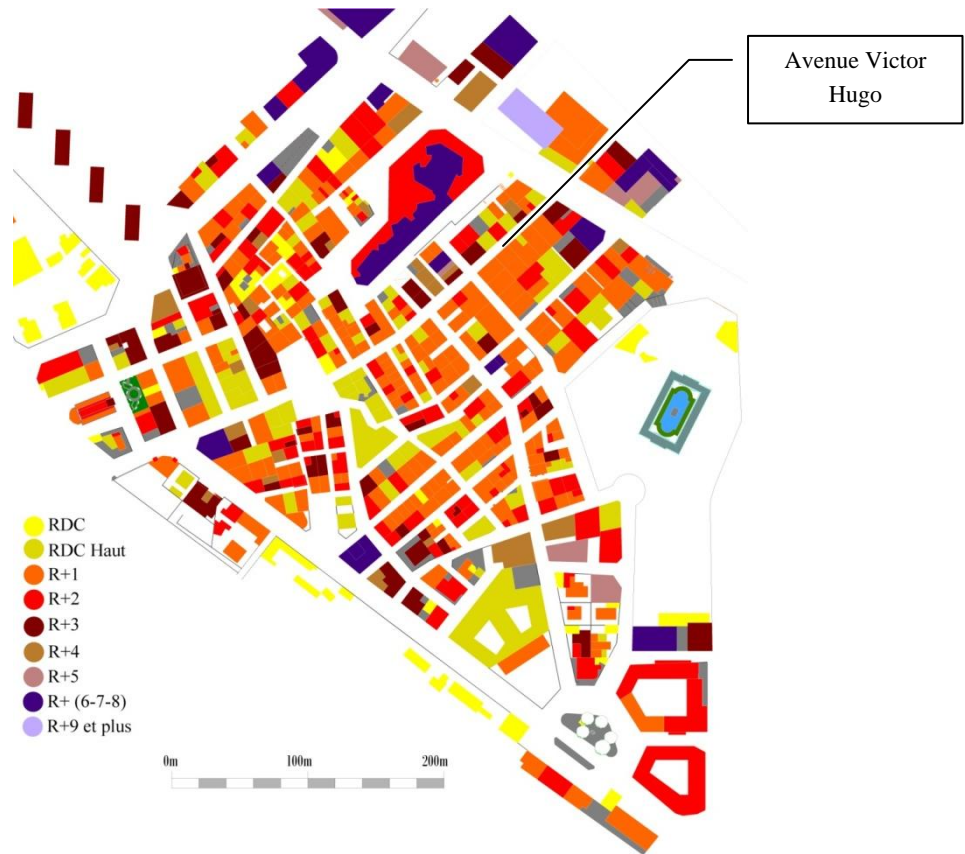 Avenue Victor
Hugo
RDC
RDC Haut
R+1
R+2
R+3
R+4
R+5
R+ (6-7-8)
R+9 et plus
0m 100m 200m